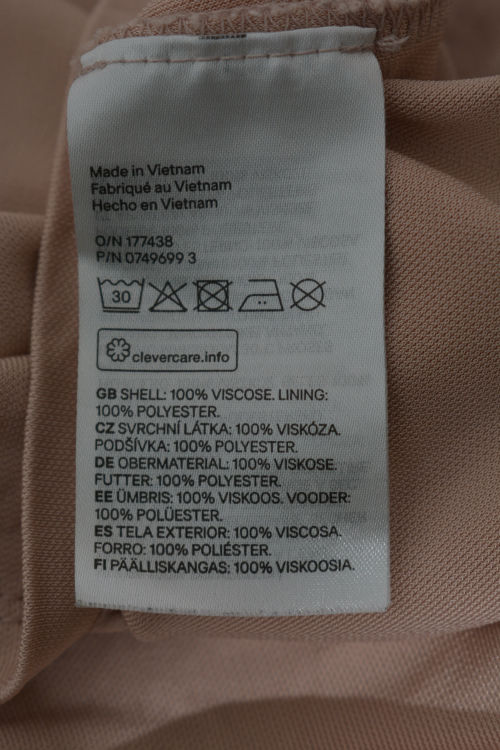 Made in Vietnam
Fabriqué au Vietnam
Hecho en Vietnam
O/N 177438
P/N 0749699 3
30
clevercare.info
GB SHELL: 100% VISCOSE. LINING:
100% POLYESTER.
CZ SVRCHNÍ LÁTKA: 100% VISKÓZA.
PODŠÍVKA: 100% POLYESTER.
DE OBERMATERIAL: 100% VISKOSE.
FUTTER: 100% POLYESTER.
EE ÜMBRIS: 100% VISKOOS. VOODER:
100% POLÜESTER.
ES TELA EXTERIOR: 100% VISCOSA.
FORRO: 100% POLIÉSTER.
FI PÄÄLLISKANGAS: 100% VISKOOSIA.